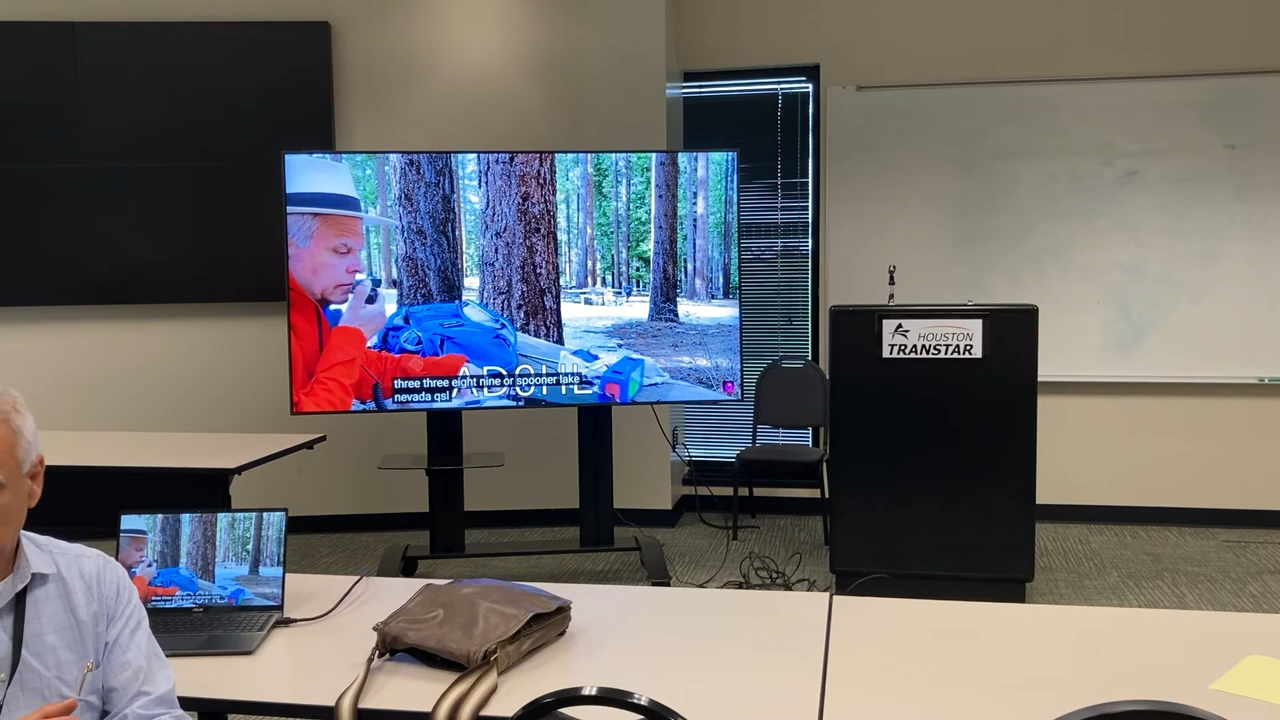 three three eight nine or spooner lake
nevada qsl
HOUSTON
TRANSTAR